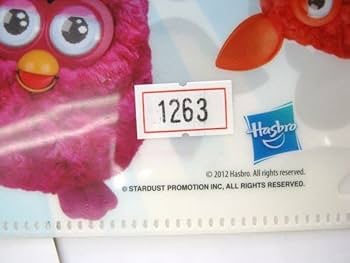 1263
Hasbro
© 2012 Hasbro. All rights reserved.
© STARDUST PROMOTION INC, ALL RIGHTS RESERVED.